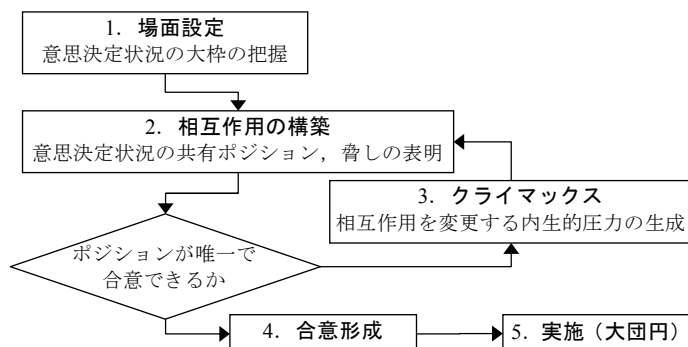 1. 場面設定
意思決定状況の大枠の把握
2. 相互作用の構築
意思決定状況の共有ポジション，脅しの表明
3. クライマックス
相互作用を変更する内生的圧力の生成
ポジションが唯一で
合意できるか
4. 合意形成
5. 実施（大団円）